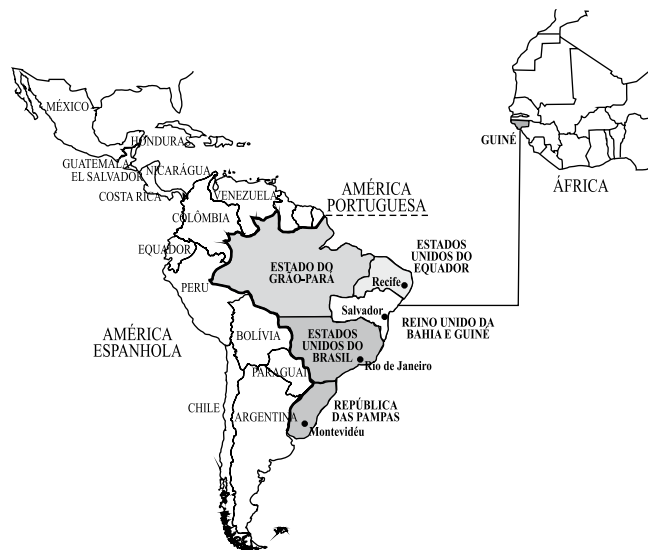 MÉXICO
HONDURAS
GUATEMALA
EL SALVADOR
NICARÁGUA
COSTA RICA
VENEZUELA
COLÔMBIA
EQUADOR
PERU
AMÉRICA
PORTUGUESA
GUINÉ
ÁFRICA
ESTADO DO
GRÃO-PARÁ
ESTADOS
UNIDOS DO
EQUADOR
Recife
Salvador
REINO UNIDO DA
BAHIA E GUINÉ
AMÉRICA
ESPANHOLA
BOLÍVIA
ESTADOS
UNIDOS DO
BRASIL
Rio de Janeiro
PARAGUAI
CHILE
ARGENTINA
REPÚBLICA
DAS PAMPAS
Montevidéu